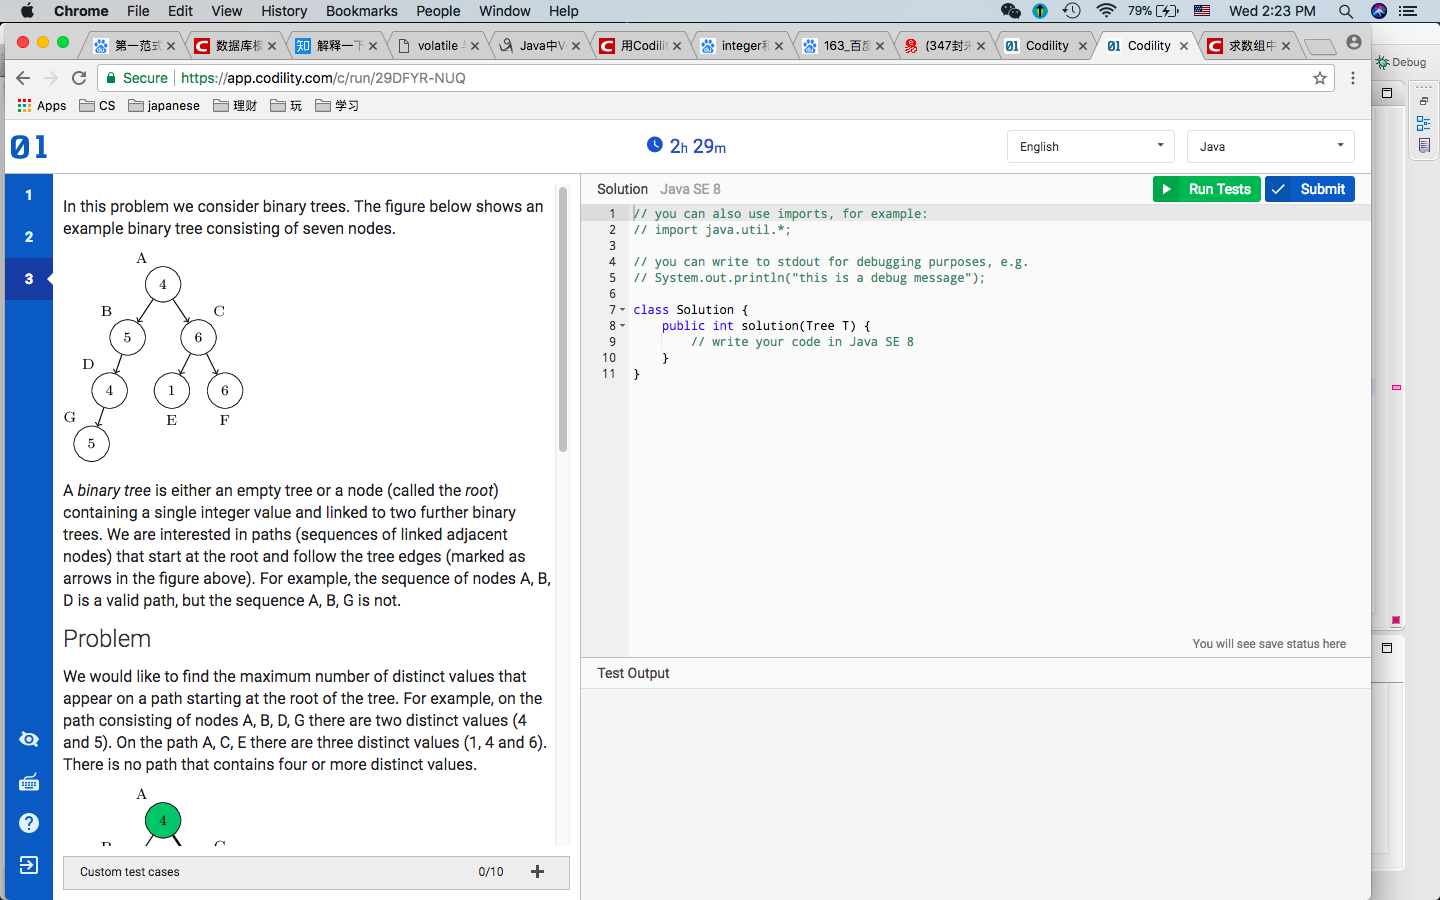 Chrome File Edit View History Bookmarks People Window Help 79% Wed 2:23 PM
第一范式 数据库模 知 解释一下 volatile Java中V 用Codili integer和 163_百度 (347封未 01 Codility 01 Codility 求数组中
Secure https://app.codility.com/c/run/29DFYR-NUQ
Debug
Apps CS japanese 理财 玩 学习
01
2h 29m
English
Java
1
2
3
In this problem we consider binary trees. The figure below shows an
example binary tree consisting of seven nodes.
A
4
B C
5 6
D
4 1 6
G E F
5
A binary tree is either an empty tree or a node (called the root)
containing a single integer value and linked to two further binary
trees. We are interested in paths (sequences of linked adjacent
nodes) that start at the root and follow the tree edges (marked as
arrows in the figure above). For example, the sequence of nodes A, B,
D is a valid path, but the sequence A, B, G is not.
Problem
We would like to find the maximum number of distinct values that
appear on a path starting at the root of the tree. For example, on the
path consisting of nodes A, B, D, G there are two distinct values (4
and 5). On the path A, C, E there are three distinct values (1, 4 and 6).
There is no path that contains four or more distinct values.
A
4
Custom test cases 0/10 +
Solution Java SE 8
Run Tests
Submit
1 // you can also use imports, for example:
2 // import java.util.*;
3
4 // you can write to stdout for debugging purposes, e.g.
5 // System.out.println("this is a debug message");
6
7 class Solution {
8 public int solution(Tree T) {
9 // write your code in Java SE 8
10 }
11 }
You will see save status here
Test Output